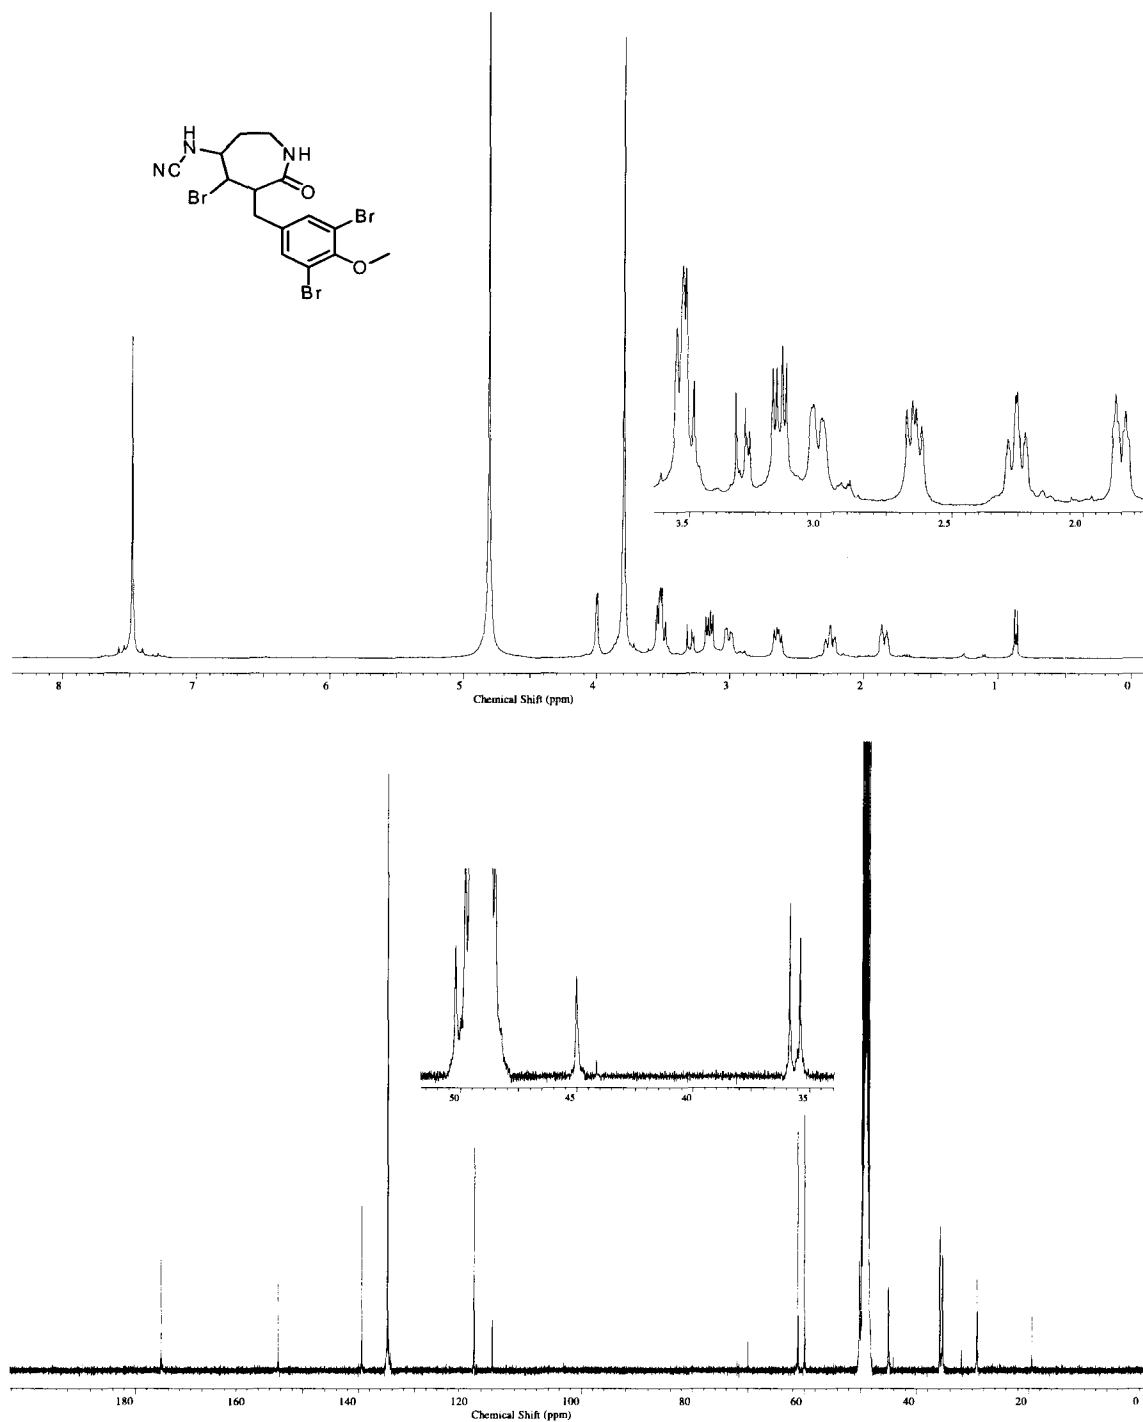 H
N
NC
NH
O
Br
Br
O
Br
3.5 3.0 2.5 2.0
8 7 6 5 4 3 2 1 0
Chemical Shift (ppm)
50 45 40 35
180 160 140 120 100 80 60 40 20 0
Chemical Shift (ppm)